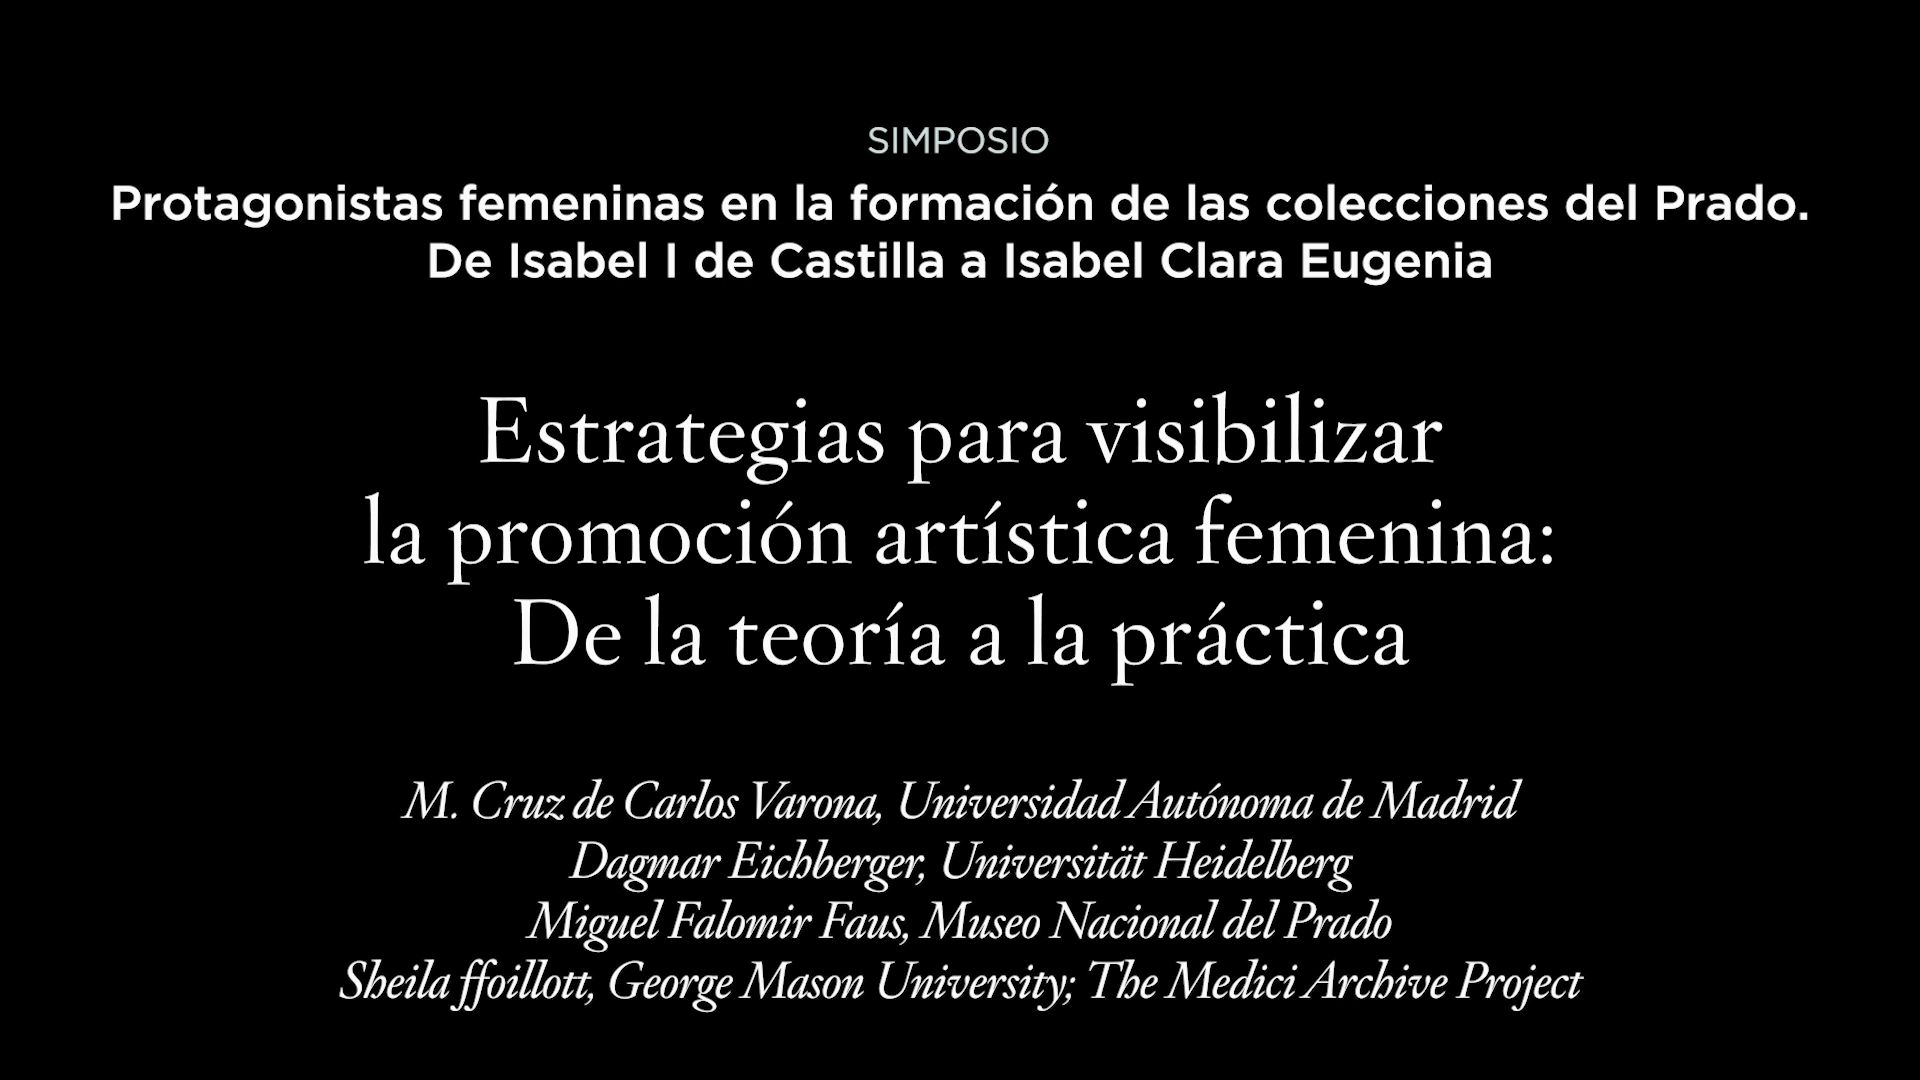 SIMPOSIO
Protagonistas femeninas en la formación de las colecciones del Prado.
De Isabel I de Castilla a Isabel Clara Eugenia
Estrategias para visibilizar
la promoción artística femenina:
De la teoría a la práctica
M. Cruz de Carlos Varona, Universidad Autónoma de Madrid
Dagmar Eichberger, Universität Heidelberg
Miguel Falomir Faus, Museo Nacional del Prado
Sheila ffoillott, George Mason University; The Medici Archive Project